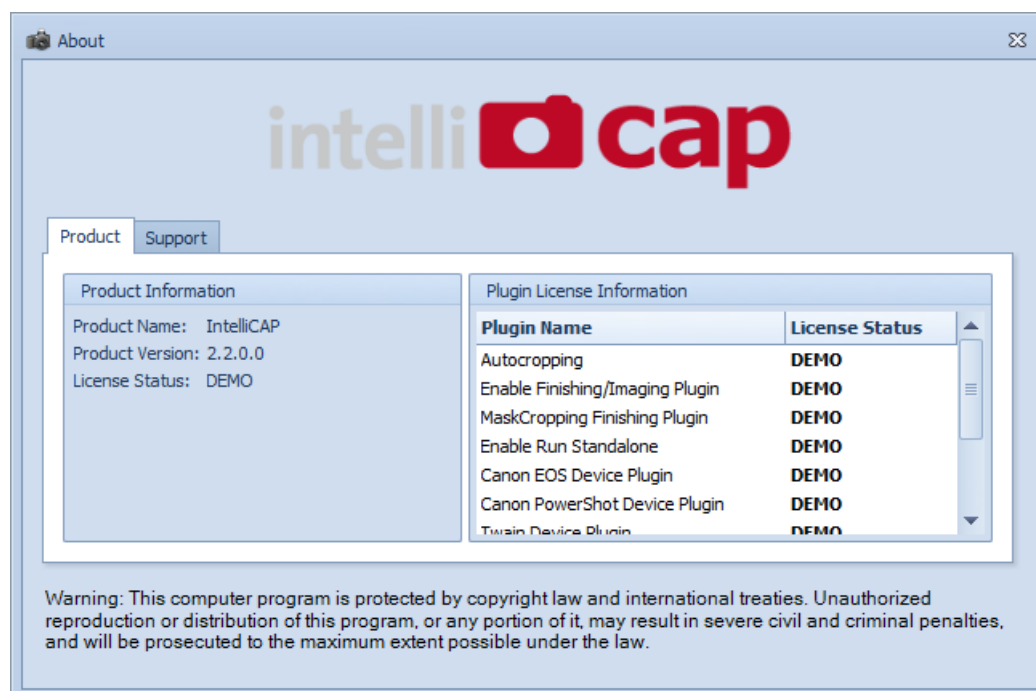 About
intelli cap
Product Support
Product Information
Product Name: IntelliCAP
Product Version: 2.2.0.0
License Status: DEMO
Plugin License Information
Plugin Name License Status
Autocropping DEMO
Enable Finishing/Imaging Plugin DEMO
MaskCropping Finishing Plugin DEMO
Enable Run Standalone DEMO
Canon EOS Device Plugin DEMO
Canon PowerShot Device Plugin DEMO
Twain Device Plugin DEMO
Warning: This computer program is protected by copyright law and international treaties. Unauthorized
reproduction or distribution of this program, or any portion of it, may result in severe civil and criminal penalties,
and will be prosecuted to the maximum extent possible under the law.